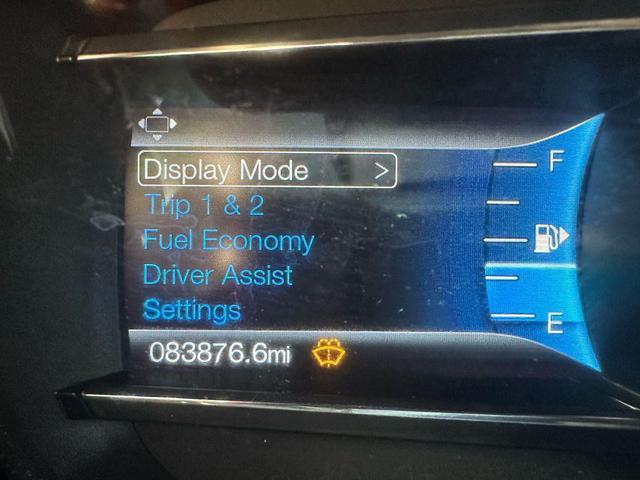 Display Mode >
Trip 1 & 2
Fuel Economy
Driver Assist
Settings
083876.6mi
F
E